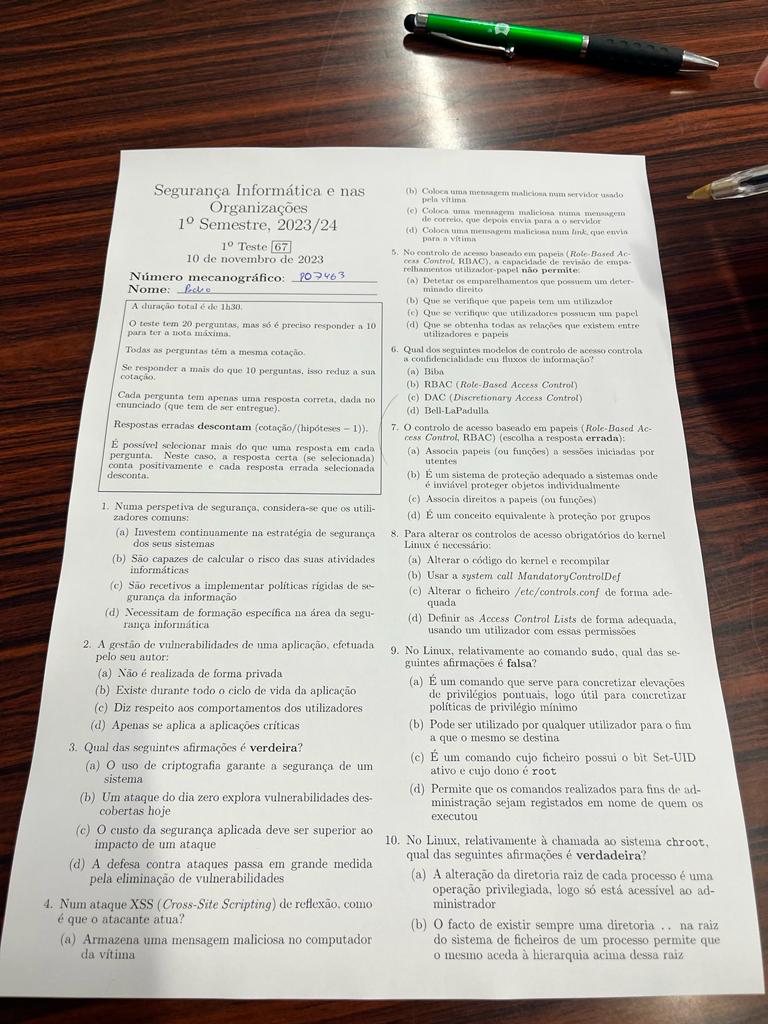 Segurança Informática e nas
Organizações
1º Semestre, 2023/24
1º Teste 67
10 de novembro de 2023
Número mecanográfico: 107463
Nome: Pedro
A duração total é de 1h30.
O teste tem 20 perguntas, mas só é preciso responder a 10
para ter a nota máxima.
Todas as perguntas têm a mesma cotação.
Se responder a mais do que 10 perguntas, isso reduz a sua
cotação.
Cada pergunta tem apenas uma resposta correta, dada no
enunciado (que tem de ser entregue).
Respostas erradas descontam (cotação/(hipóteses − 1)).
É possível selecionar mais do que uma resposta em cada
pergunta. Neste caso, a resposta certa (se selecionada)
conta positivamente e cada resposta errada selecionada
desconta.
1. Numa perspetiva de segurança, considera-se que os utili-
zadores comuns:
(a) Investem continuamente na estratégia de segurança
dos seus sistemas
(b) São capazes de calcular o risco das suas atividades
informáticas
(c) São recetivos a implementar políticas rígidas de se-
gurança da informação
(d) Necessitam de formação específica na área da segu-
rança informática
2. A gestão de vulnerabilidades de uma aplicação, efetuada
pelo seu autor:
(a) Não é realizada de forma privada
(b) Existe durante todo o ciclo de vida da aplicação
(c) Diz respeito aos comportamentos dos utilizadores
(d) Apenas se aplica a aplicações críticas
3. Qual das seguintes afirmações é verdeira?
(a) O uso de criptografia garante a segurança de um
sistema
(b) Um ataque do dia zero explora vulnerabilidades des-
cobertas hoje
(c) O custo da segurança aplicada deve ser superior ao
impacto de um ataque
(d) A defesa contra ataques passa em grande medida
pela eliminação de vulnerabilidades
4. Num ataque XSS (Cross-Site Scripting) de reflexão, como
é que o atacante atua?
(a) Armazena uma mensagem maliciosa no computador
da vítima
(b) Coloca uma mensagem maliciosa num servidor usado
pela vítima
(c) Coloca uma mensagem maliciosa numa mensagem
de correio, que depois envia para a o servidor
(d) Coloca uma mensagem maliciosa num link, que envia
para a vítima
5. No controlo de acesso baseado em papeis (Role-Based Ac-
cess Control, RBAC), a capacidade de revisão de empa-
relhamentos utilizador-papel não permite:
(a) Detetar os emparelhamentos que possuem um deter-
minado direito
(b) Que se verifique que papeis tem um utilizador
(c) Que se verifique que utilizadores possuem um papel
(d) Que se obtenha todas as relações que existem entre
utilizadores e papeis
6. Qual dos seguintes modelos de controlo de acesso controla
a confidencialidade em fluxos de informação?
(a) Biba
(b) RBAC (Role-Based Access Control)
(c) DAC (Discretionary Access Control)
(d) Bell-LaPadulla
7. O controlo de acesso baseado em papeis (Role-Based Ac-
cess Control, RBAC) (escolha a resposta errada):
(a) Associa papeis (ou funções) a sessões iniciadas por
utentes
(b) É um sistema de proteção adequado a sistemas onde
é inviável proteger objetos individualmente
(c) Associa direitos a papeis (ou funções)
(d) É um conceito equivalente à proteção por grupos
8. Para alterar os controlos de acesso obrigatórios do kernel
Linux é necessário:
(a) Alterar o código do kernel e recompilar
(b) Usar a system call MandatoryControlDef
(c) Alterar o ficheiro /etc/controls.conf de forma ade-
quada
(d) Definir as Access Control Lists de forma adequada,
usando um utilizador com essas permissões
9. No Linux, relativamente ao comando sudo, qual das se-
guintes afirmações é falsa?
(a) É um comando que serve para concretizar elevações
de privilégios pontuais, logo útil para concretizar
políticas de privilégio mínimo
(b) Pode ser utilizado por qualquer utilizador para o fim
a que o mesmo se destina
(c) É um comando cujo ficheiro possui o bit Set-UID
ativo e cujo dono é root
(d) Permite que os comandos realizados para fins de ad-
ministração sejam registados em nome de quem os
executou
10. No Linux, relativamente à chamada ao sistema chroot,
qual das seguintes afirmações é verdadeira?
(a) A alteração da diretoria raiz de cada processo é uma
operação privilegiada, logo só está acessível ao ad-
ministrador
(b) O facto de existir sempre uma diretoria .. na raiz
do sistema de ficheiros de um processo permite que
o mesmo aceda à hierarquia acima dessa raiz